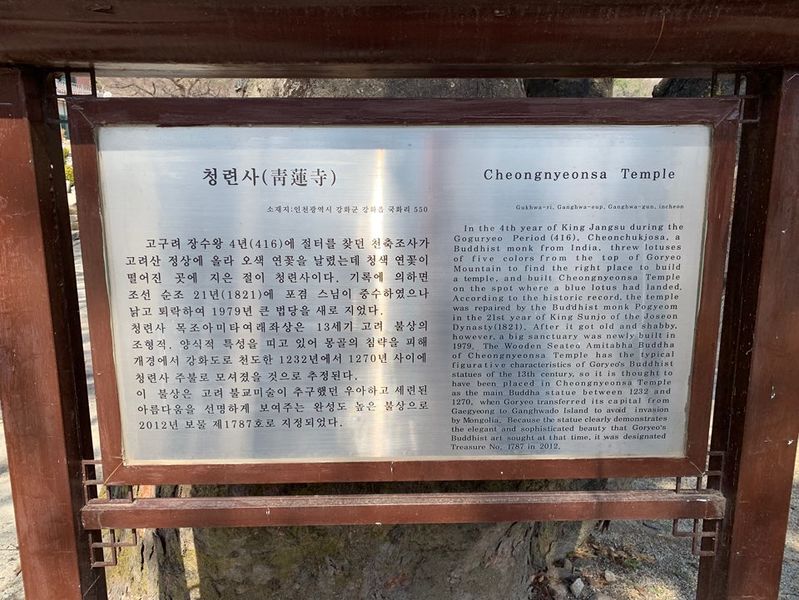 청련사(靑蓮寺)
소재지:인천광역시 강화군 강화읍 국화리 550
고구려 장수왕 4년(416)에 절터를 찾던 천축조사가
고려산 정상에 올라 오색 연꽃을 날렸는데 청색 연꽃이
떨어진 곳에 지은 절이 청련사이다. 기록에 의하면
조선 순조 21년(1821)에 포겸 스님이 중수하였으나
낡고 퇴락하여 1979년 큰 법당을 새로 지었다.
청련사 목조아미타여래좌상은 13세기 고려 불상의
조형적, 양식적 특성을 띠고 있어 몽골의 침략을 피해
개경에서 강화도로 천도한 1232년에서 1270년 사이에
청련사 주불로 모셔졌을 것으로 추정된다.
이 불상은 고려 불교미술이 추구했던 우아하고 세련된
아름다움을 선명하게 보여주는 완성도 높은 불상으로
2012년 보물 제1787호로 지정되었다.
Cheongnyeonsa Temple
Gukhwa-ri, Ganghwa-eup, Ganghwa-gun, incheon
In the 4th year of King Jangsu during the
Goguryeo Period (416), Cheonchukjosa, a
Buddhist monk from India, threw lotuses
of five colors from the top of Goryeo
Mountain to find the right place to build
a temple, and built Cheongnyeonsa Temple
on the spot where a blue lotus had landed.
According to the historic record, the temple
was repaired by the Buddhist monk Pogyeom
in the 21st year of King Sunjo of the Joseon
Dynasty(1821). After it got old and shabby,
however, a big sanctuary was newly built in
1979. The Wooden Seateo Amitabha Buddha
of Cheongnyeonsa Temple has the typical
figurative characteristics of Goryeo's Buddhist
statues of the 13th century, so it is thought to
have been placed in Cheongnyeonsa Temple
as the main Buddha statue between 1232 and
1270, when Goryeo transferred its capital from
Gaegyeong to Ganghwado Island to avoid invasion
by Mongolia. Because the statue clearly demonstrates
the elegant and sophisticated beauty that Goryeo's
Buddhist art sought at that time, it was designated
Treasure No. 1787 in 2012.